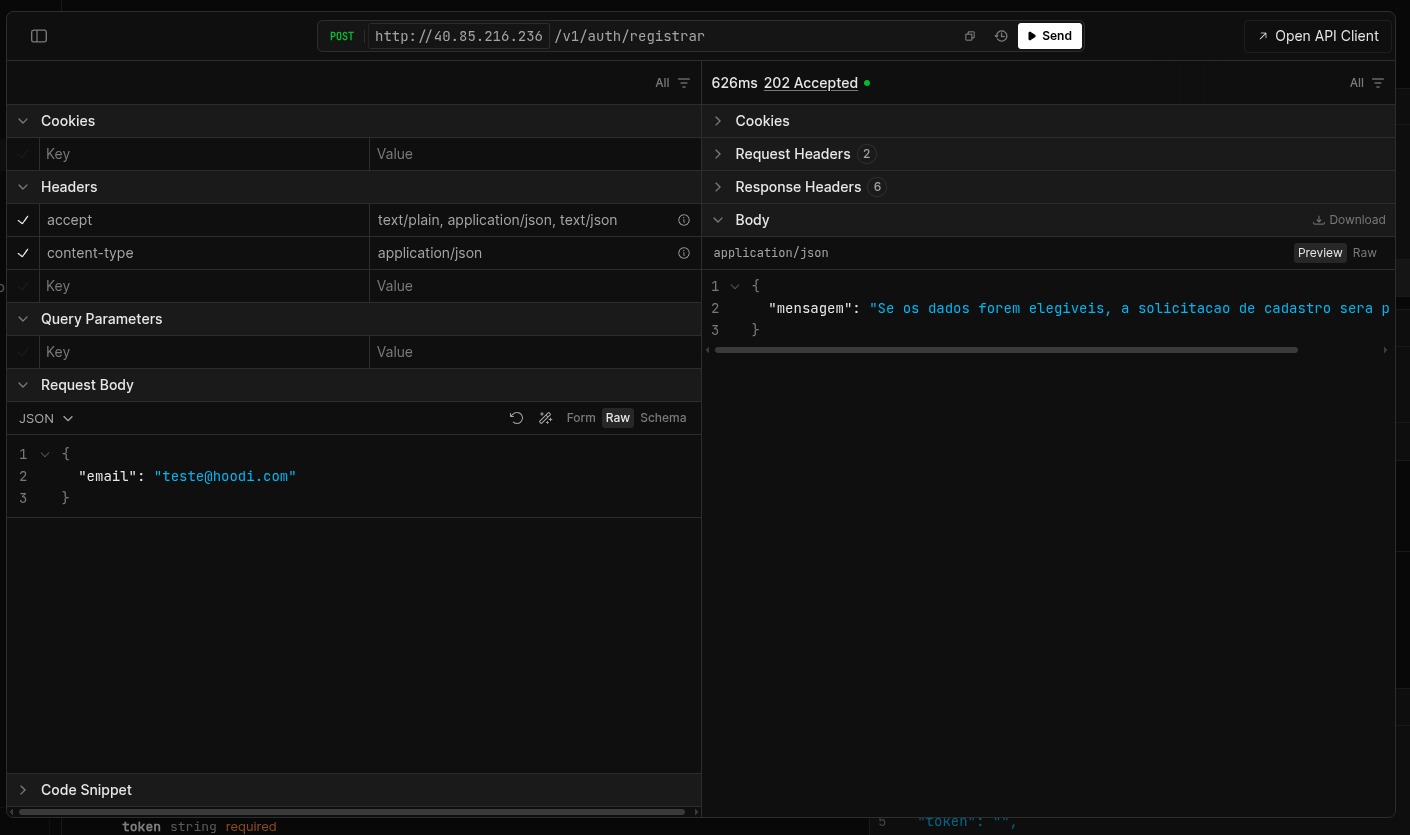 POST http://40.85.216.236 /v1/auth/registrar Send Open API Client
All
626ms 202 Accepted All
Cookies
Key Value
Headers
accept text/plain, application/json, text/json
content-type application/json
Key Value
Query Parameters
Key Value
Request Body
JSON Form Raw Schema
1 {
2 "email": "teste@hoodi.com"
3 }
Code Snippet
Cookies
Request Headers 2
Response Headers 6
Body Download
application/json Preview Raw
1 {
2 "mensagem": "Se os dados forem elegiveis, a solicitacao de cadastro sera p
3 }
token string required
5 "token": "",